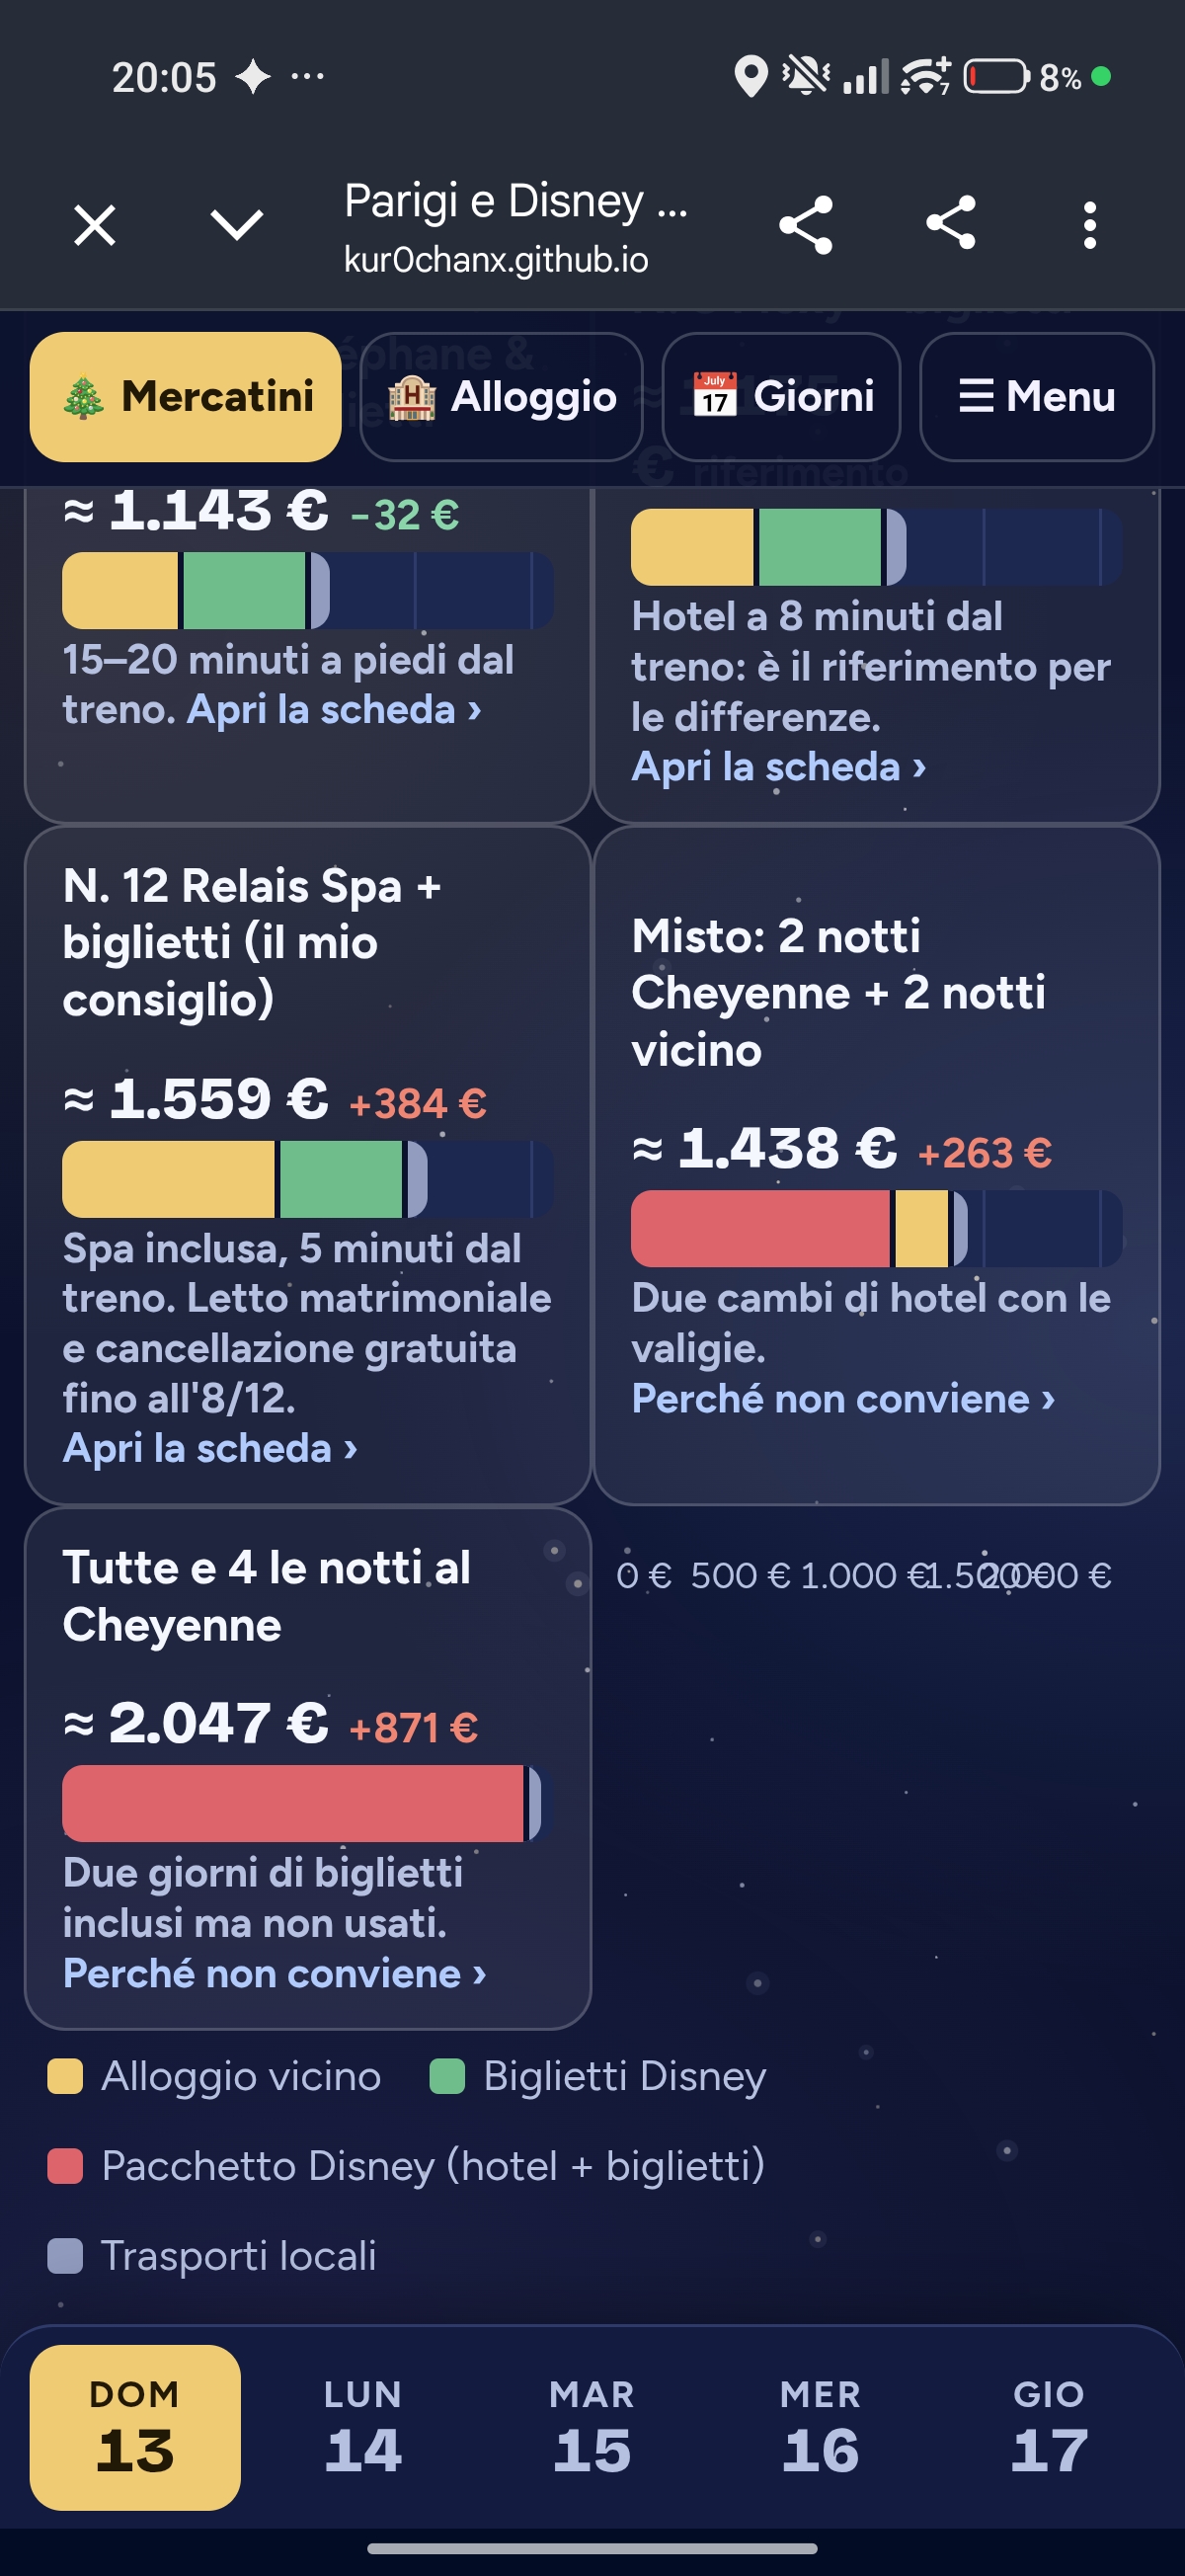 20:05
8%
Parigi e Disney ...
kur0chanx.github.io
🎄 Mercatini
🏨 Alloggio
📅 Giorni
☰ Menu
€ riferimento
≈ 1.143 € -32 €
15–20 minuti a piedi dal
treno. Apri la scheda ›
Hotel a 8 minuti dal
treno: è il riferimento per
le differenze.
Apri la scheda ›
N. 12 Relais Spa +
biglietti (il mio
consiglio)
≈ 1.559 € +384 €
Spa inclusa, 5 minuti dal
treno. Letto matrimoniale
e cancellazione gratuita
fino all'8/12.
Apri la scheda ›
Misto: 2 notti
Cheyenne + 2 notti
vicino
≈ 1.438 € +263 €
Due cambi di hotel con le
valigie.
Perché non conviene ›
Tutte e 4 le notti al
Cheyenne
≈ 2.047 € +871 €
Due giorni di biglietti
inclusi ma non usati.
Perché non conviene ›
0 € 500 € 1.000 € 1.500 € 2.000 €
Alloggio vicino
Biglietti Disney
Pacchetto Disney (hotel + biglietti)
Trasporti locali
DOM
13
LUN
14
MAR
15
MER
16
GIO
17